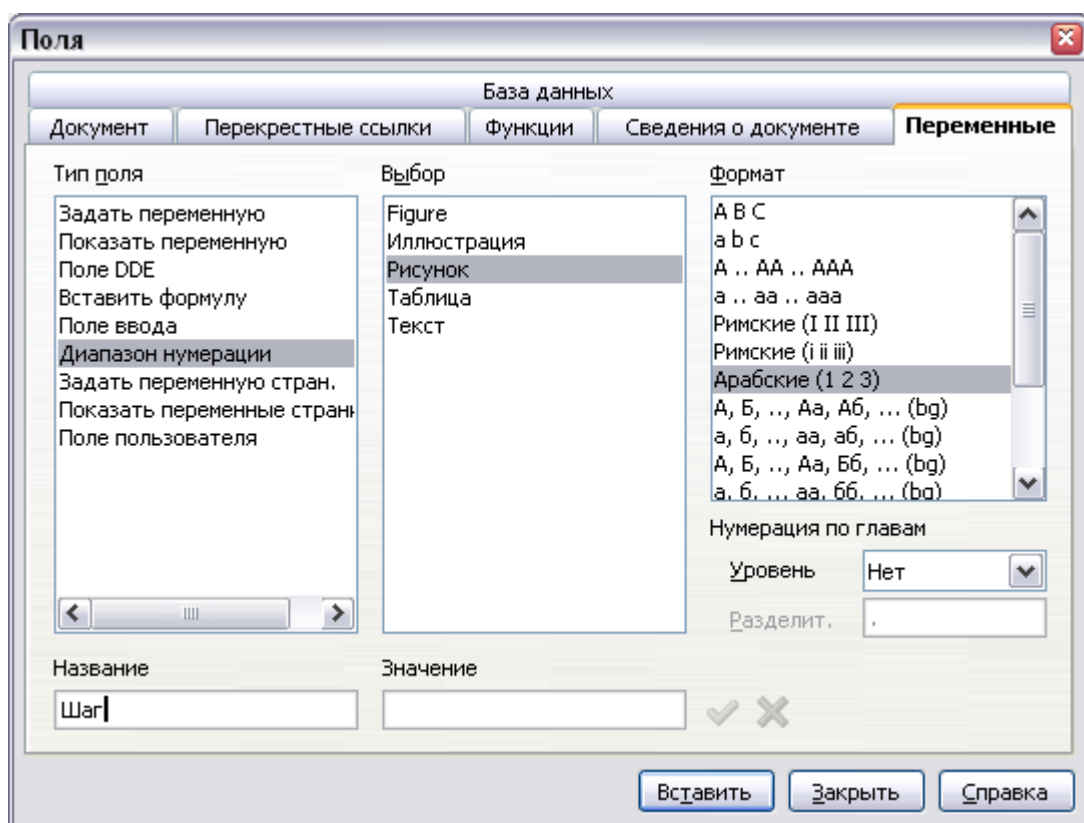 Поля
База данных
Документ
Перекрестные ссылки
Функции
Сведения о документе
Переменные
Тип поля
Задать переменную
Показать переменную
Поле DDE
Вставить формулу
Поле ввода
Диапазон нумерации
Задать переменную стран.
Показать переменные страни
Поле пользователя
Выбор
Figure
Иллюстрация
Рисунок
Таблица
Текст
Формат
A B C
a b c
A .. AA .. AAA
a .. aa .. aaa
Римские (I II III)
Римские (i ii iii)
Арабские (1 2 3)
А, Б, .., Аа, Аб, ... (bg)
а, б, .., аа, аб, ... (bg)
А, Б, .., Аа, Бб, ... (bg)
а, б, .., аа, бб, ... (bg)
Нумерация по главам
Уровень
Нет
Разделит.
.
Название
Шаг
Значение
Вставить
Закрыть
Справка